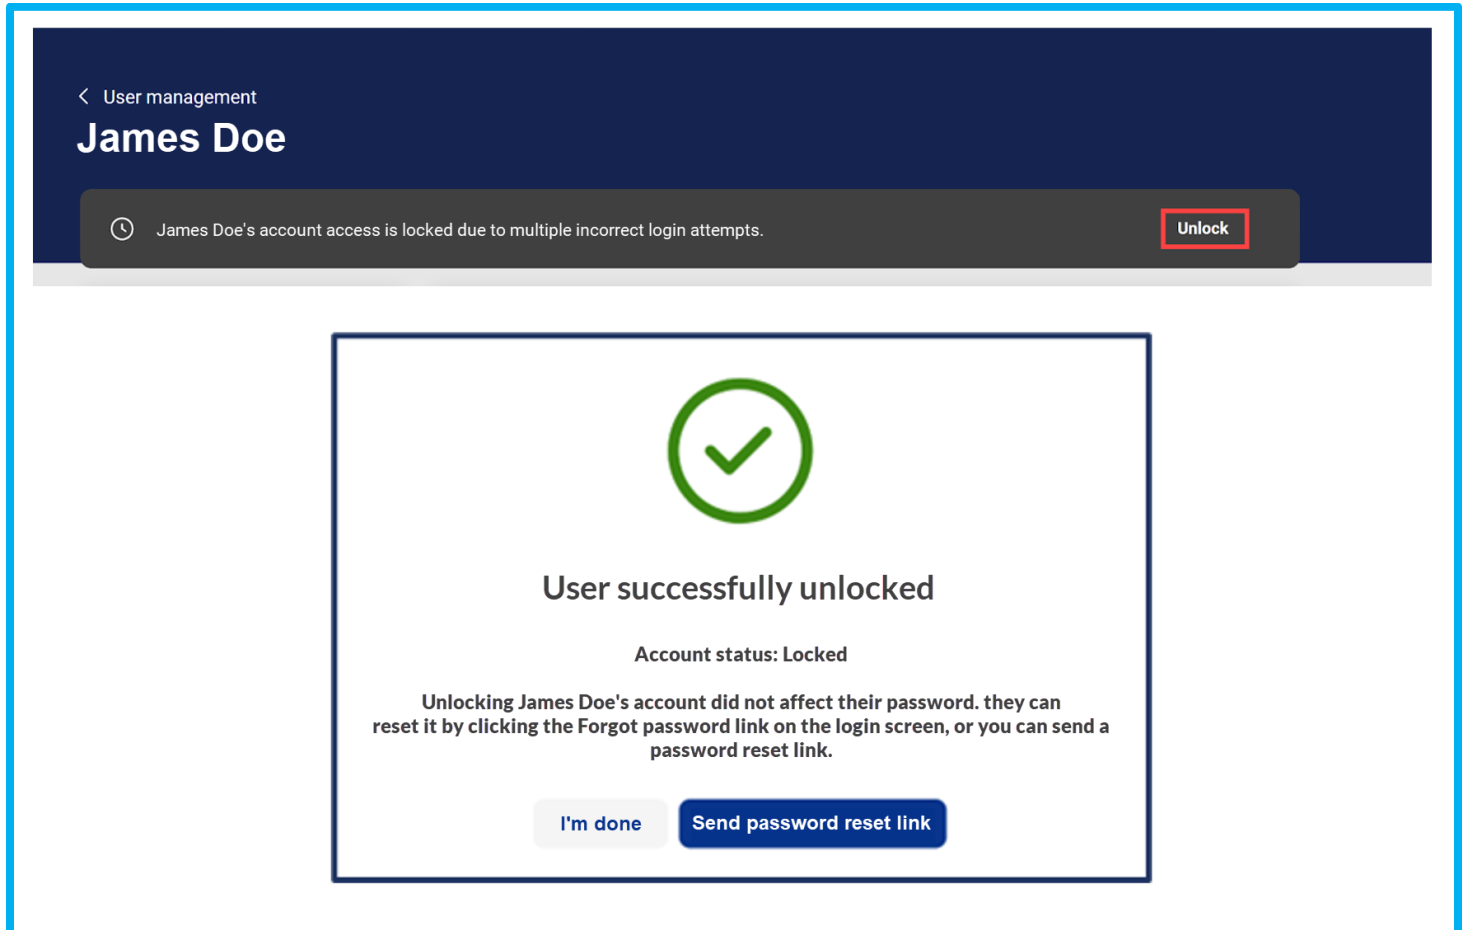 User management
James Doe
James Doe's account access is locked due to multiple incorrect login attempts.
Unlock
User successfully unlocked
Account status: Locked
Unlocking James Doe's account did not affect their password. they can
reset it by clicking the Forgot password link on the login screen, or you can send a
password reset link.
I'm done
Send password reset link